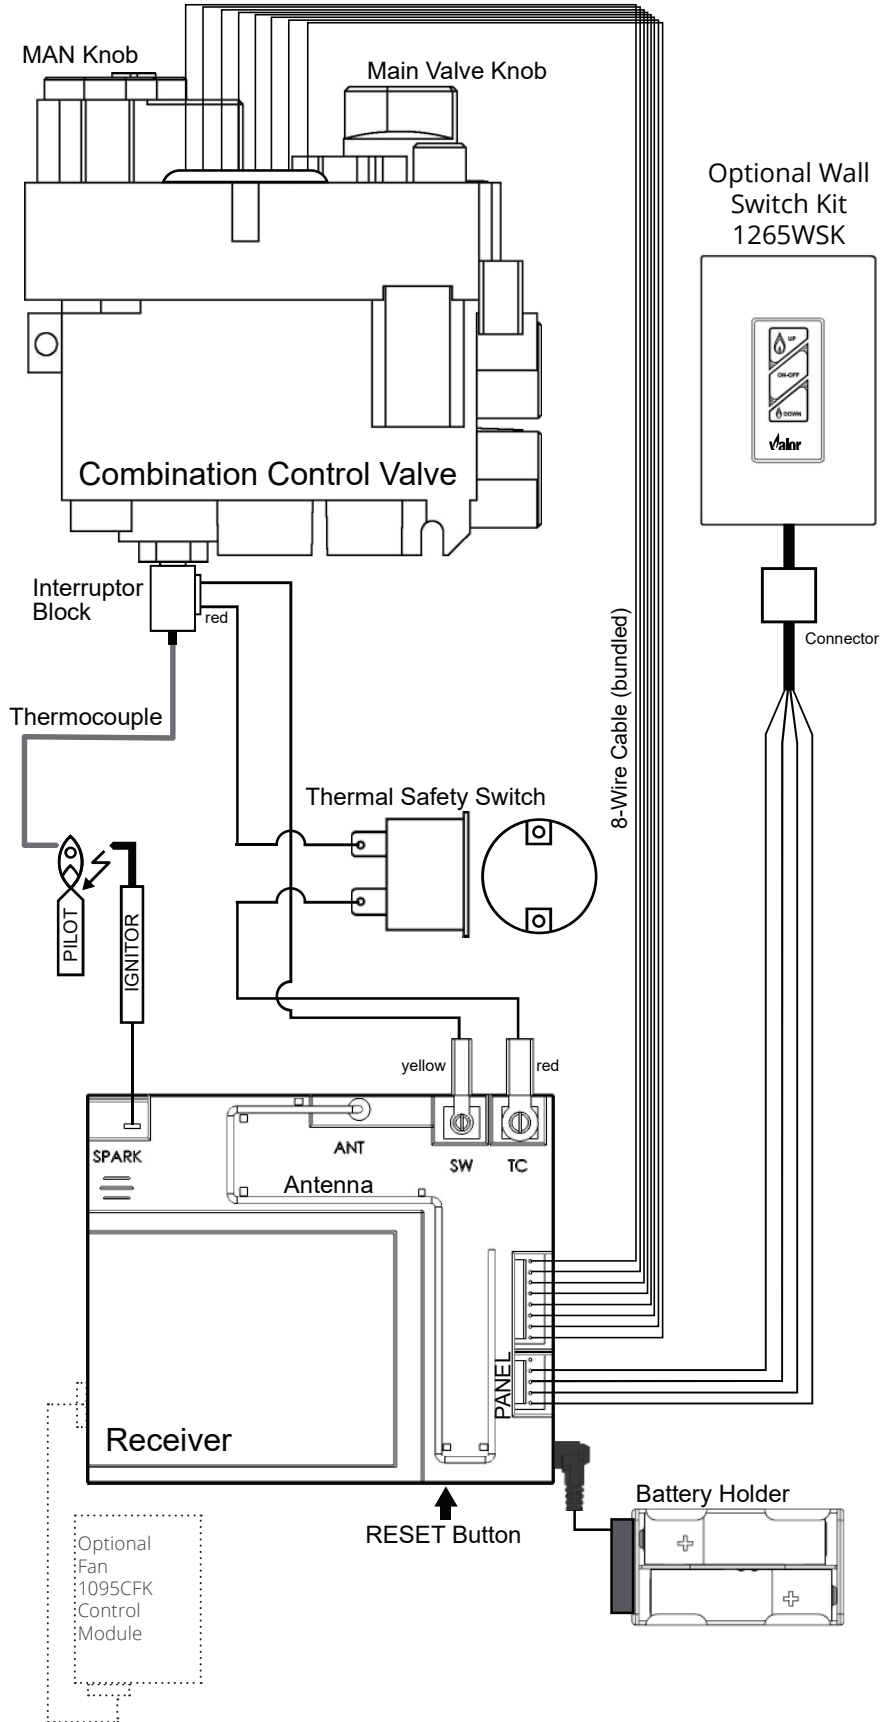 MAN Knob
Main Valve Knob
Optional Wall
Switch Kit
1265WSK
UP
ON-OFF
DOWN
Valor
Combination Control Valve
Interruptor
Block
red
Connector
8-Wire Cable (bundled)
Thermocouple
Thermal Safety Switch
PILOT
IGNITOR
yellow
red
SPARK
ANT
SW
TC
Antenna
PANEL
Receiver
RESET Button
Battery Holder
+
+
Optional
Fan
1095CFK
Control
Module